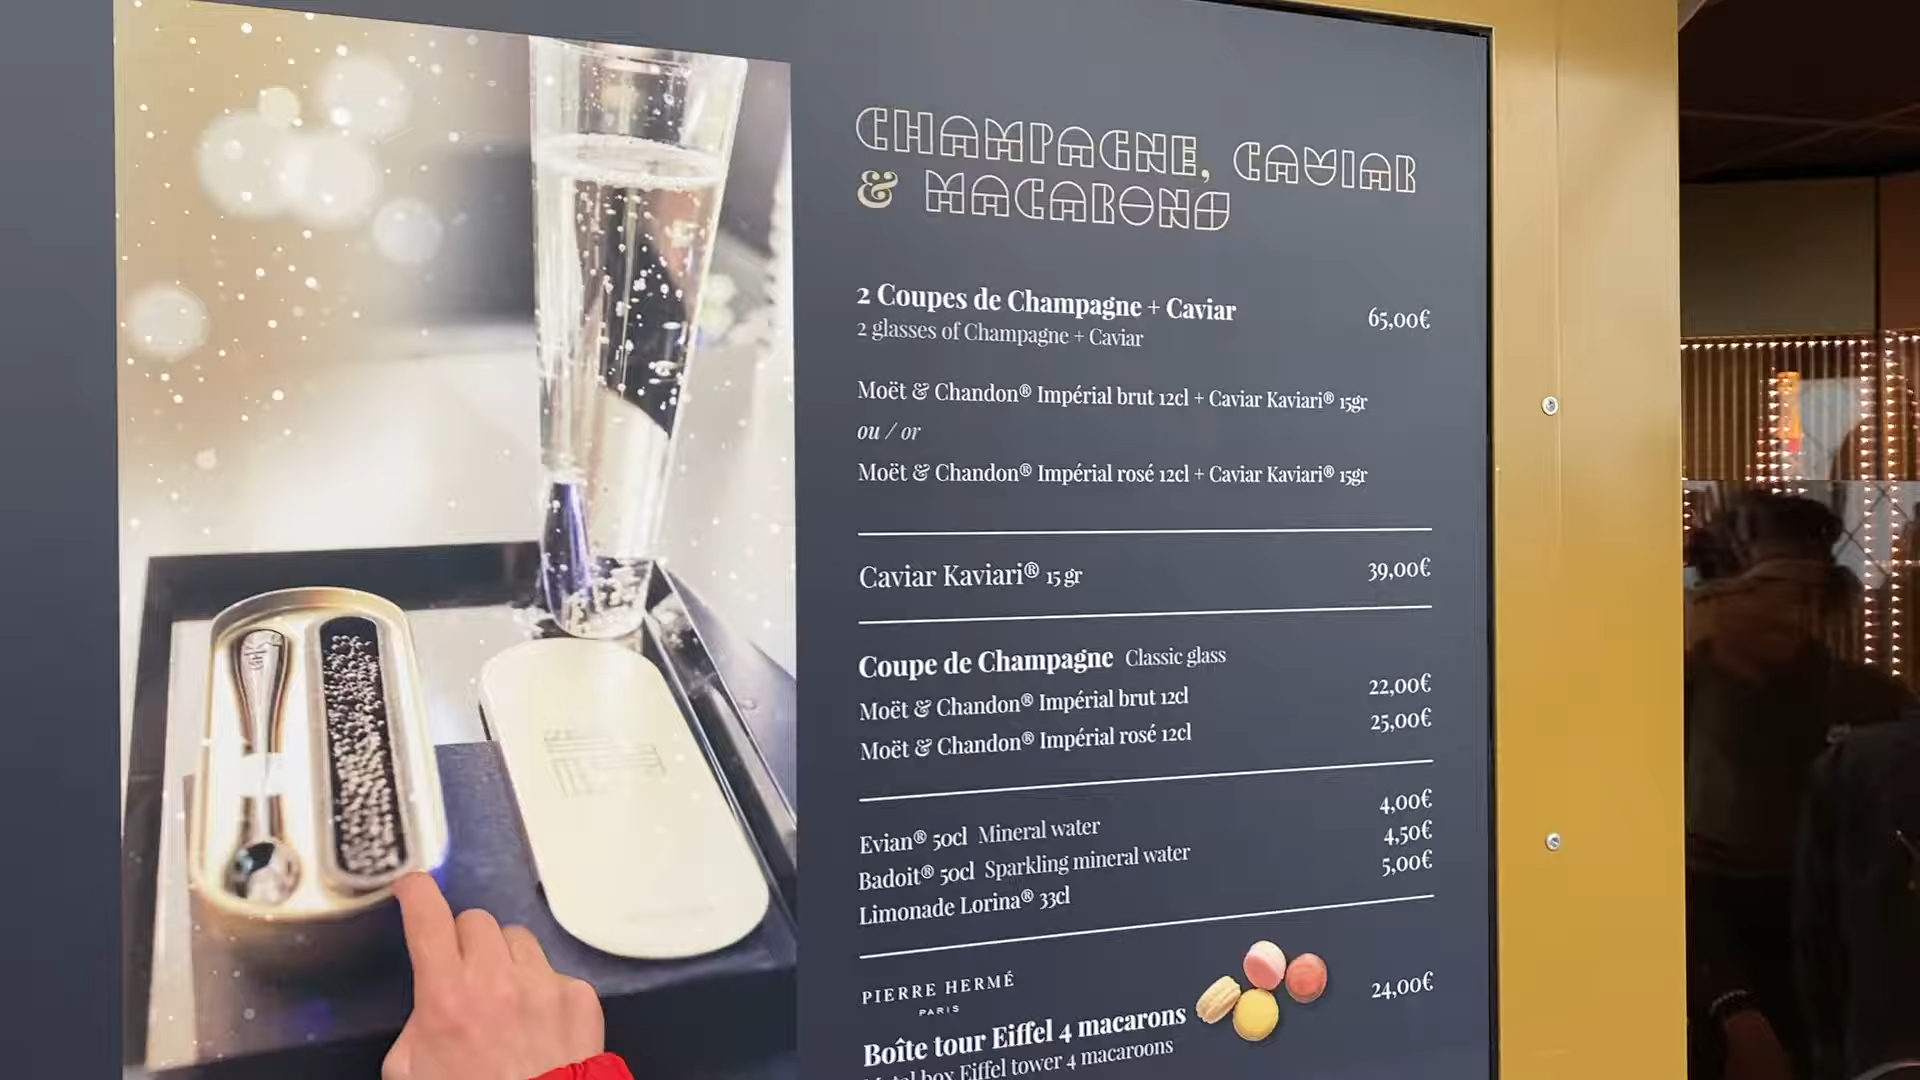 CHAMPAGNE, CAVIAR
& MACARONS
2 Coupes de Champagne + Caviar 65,00€
2 glasses of Champagne + Caviar
Moët & Chandon® Impérial brut 12cl + Caviar Kaviari® 15gr
ou / or
Moët & Chandon® Impérial rosé 12cl + Caviar Kaviari® 15gr
Caviar Kaviari® 15 gr 39,00€
Coupe de Champagne Classic glass
Moët & Chandon® Impérial brut 12cl 22,00€
Moët & Chandon® Impérial rosé 12cl 25,00€
Evian® 50cl Mineral water 4,00€
Badoit® 50cl Sparkling mineral water 4,50€
Limonade Lorina® 33cl 5,00€
PIERRE HERMÉ
PARIS
Boîte tour Eiffel 4 macarons 24,00€
box Eiffel tower 4 macaroons